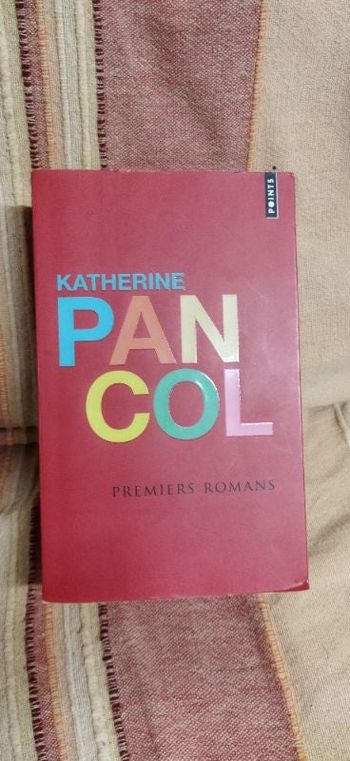 POINTS
KATHERINE
PAN
COL
PREMIERS ROMANS